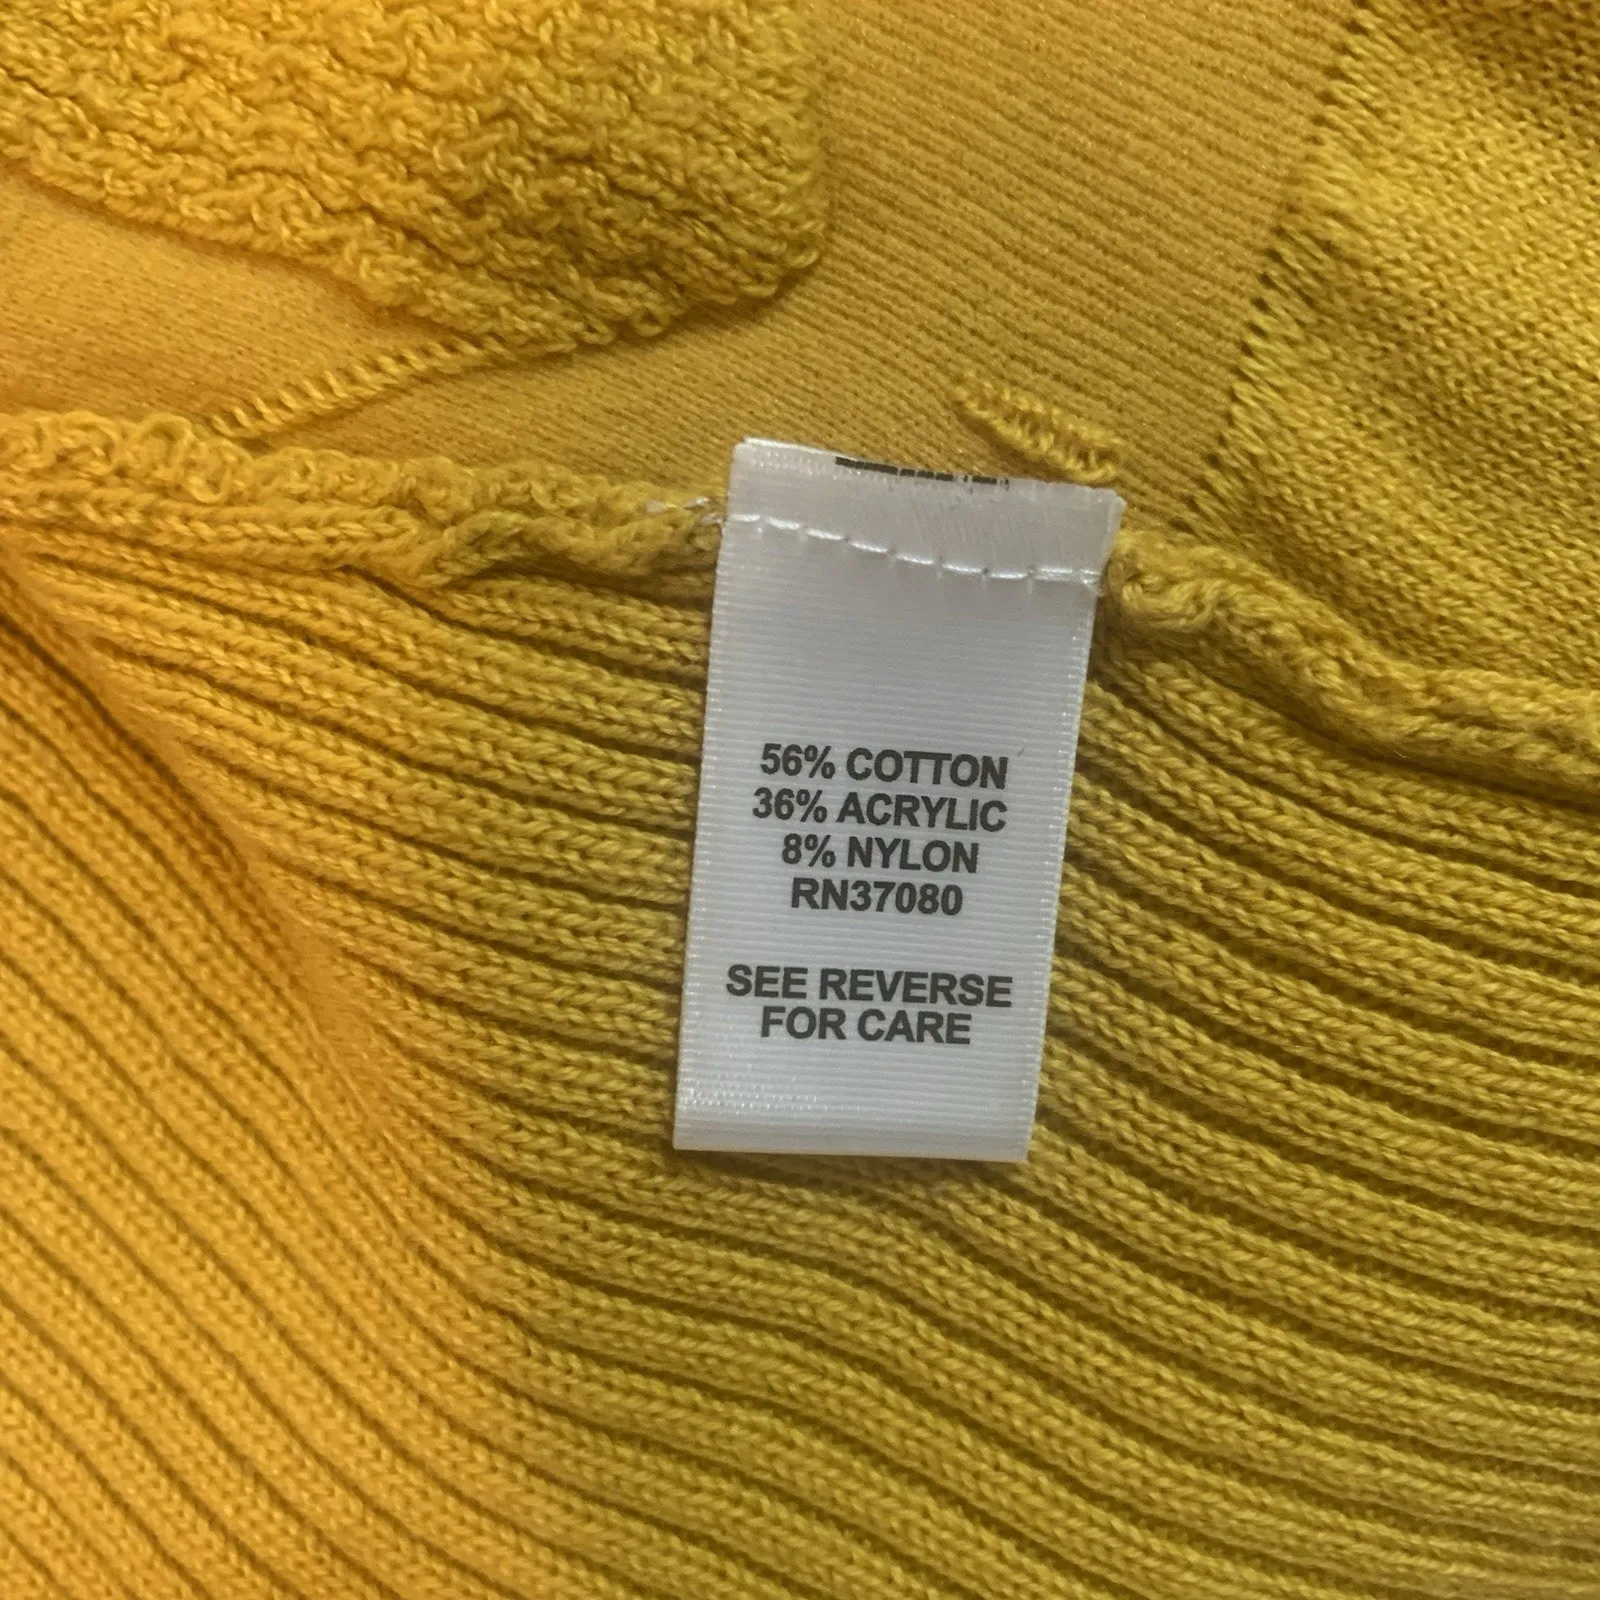 56% COTTON
36% ACRYLIC
8% NYLON
RN37080
SEE REVERSE
FOR CARE